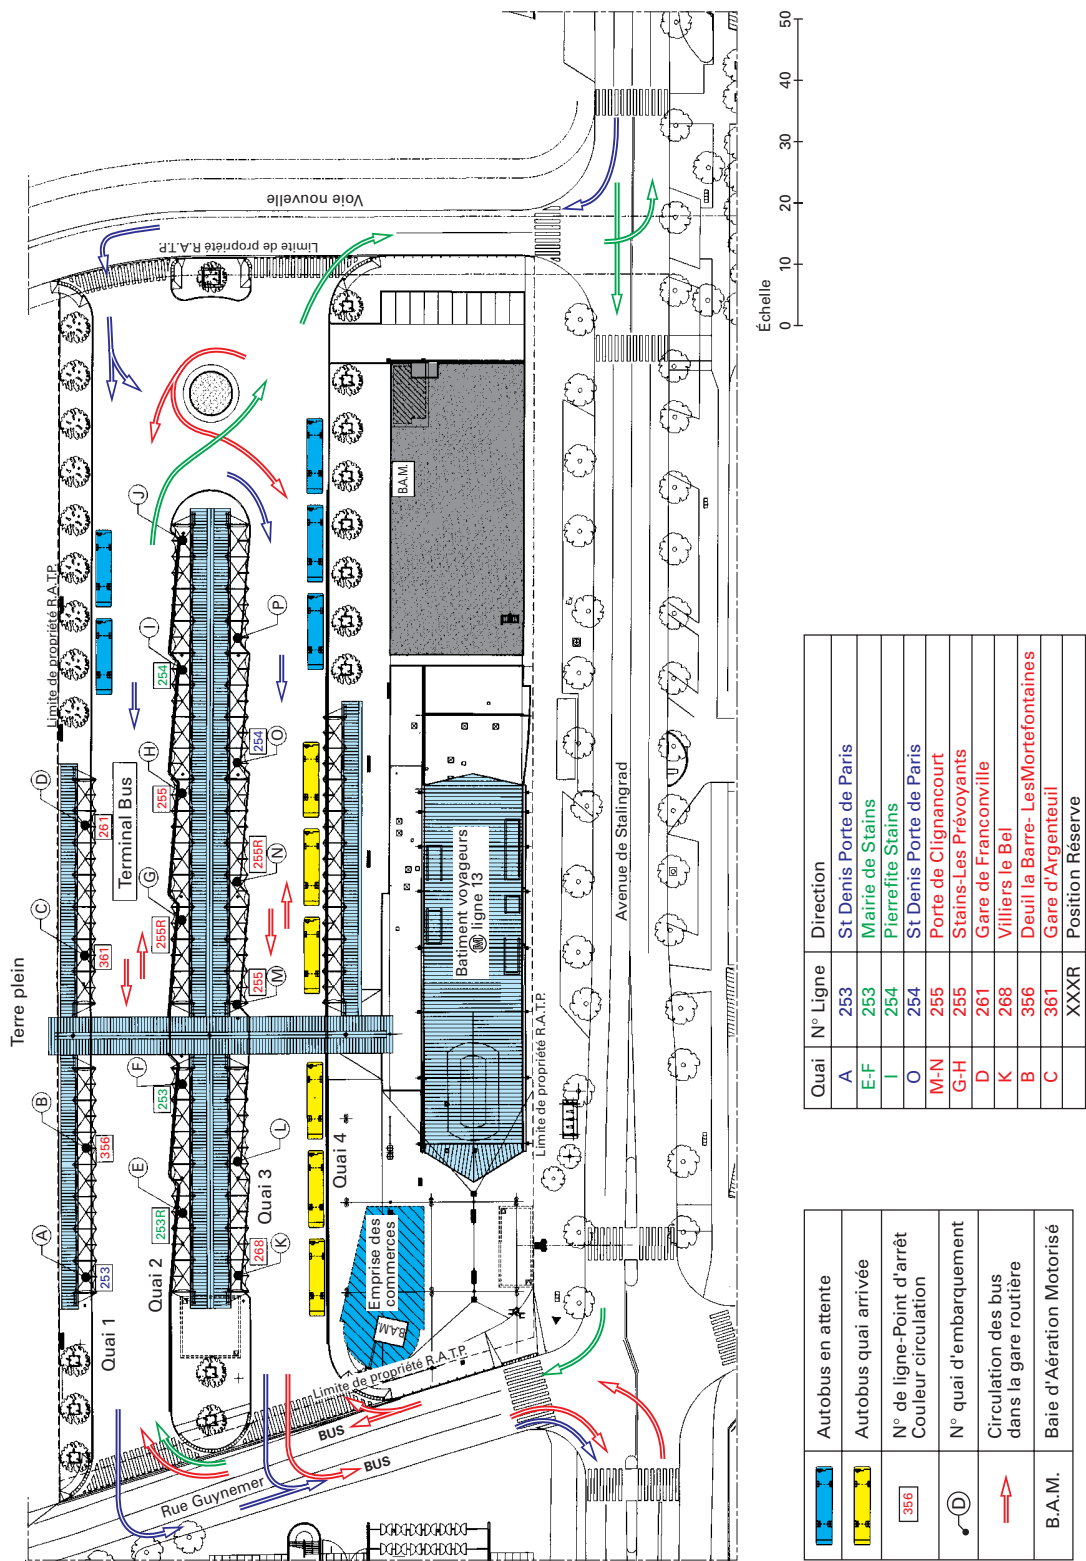 Terre plein
A
B
C
D
253
356
361
261
Quai 1
Limite de propriété R.A.T.P.
Terminal Bus
E
F
G
H
I
J
253R
253
255R
255
254
Quai 2
Quai 3
268
255
255R
254
K
L
M
N
O
P
Quai 4
Limite de propriété R.A.T.P.
Voie nouvelle
Emprise des
commerces
B.A.M.
Batiment voyageurs
M ligne 13
B.A.M.
Limite de propriété R.A.T.P.
Limite de propriété R.A.T.P.
BUS
BUS
Rue Guynemer
Avenue de Stalingrad
Échelle
0 10 20 30 40 50
Autobus en attente
Autobus quai arrivée
356 N° de ligne-Point d'arrêt
Couleur circulation
D N° quai d'embarquement
Circulation des bus
dans la gare routière
B.A.M. Baie d'Aération Motorisé
Quai N° Ligne Direction
A 253 St Denis Porte de Paris
E-F 253 Mairie de Stains
I 254 Pierrefite Stains
O 254 St Denis Porte de Paris
M-N 255 Porte de Clignancourt
G-H 255 Stains-Les Prévoyants
D 261 Gare de Franconville
K 268 Villiers le Bel
B 356 Deuil la Barre- LesMortefontaines
C 361 Gare d'Argenteuil
XXXR Position Réserve